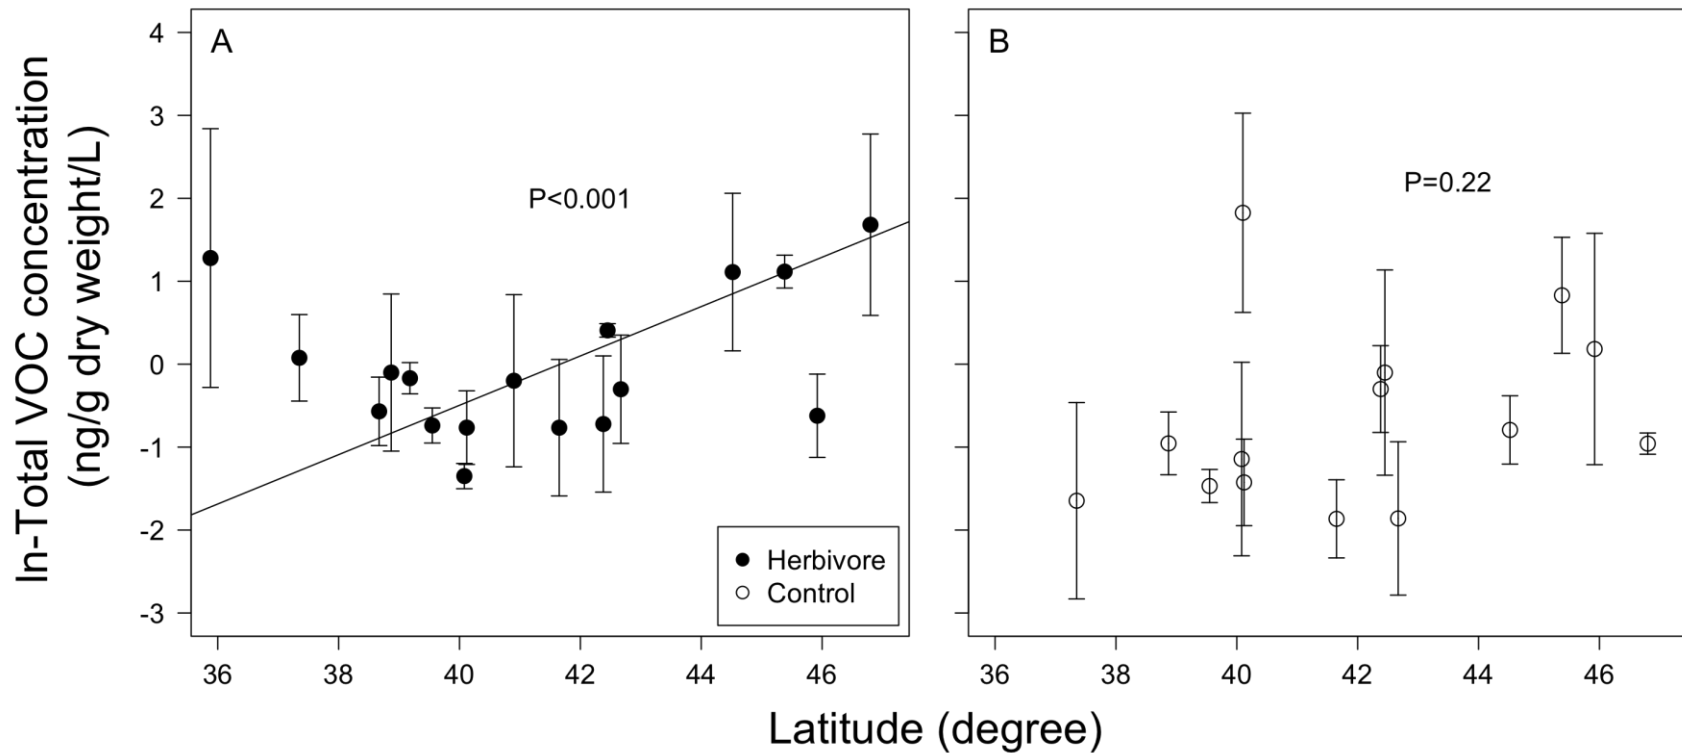 ln-Total VOC concentration
(ng/g dry weight/L)
A
B
4
3
2
1
0
-1
-2
-3
P<0.001
P=0.22
Herbivore
Control
36 38 40 42 44 46
36 38 40 42 44 46
Latitude (degree)